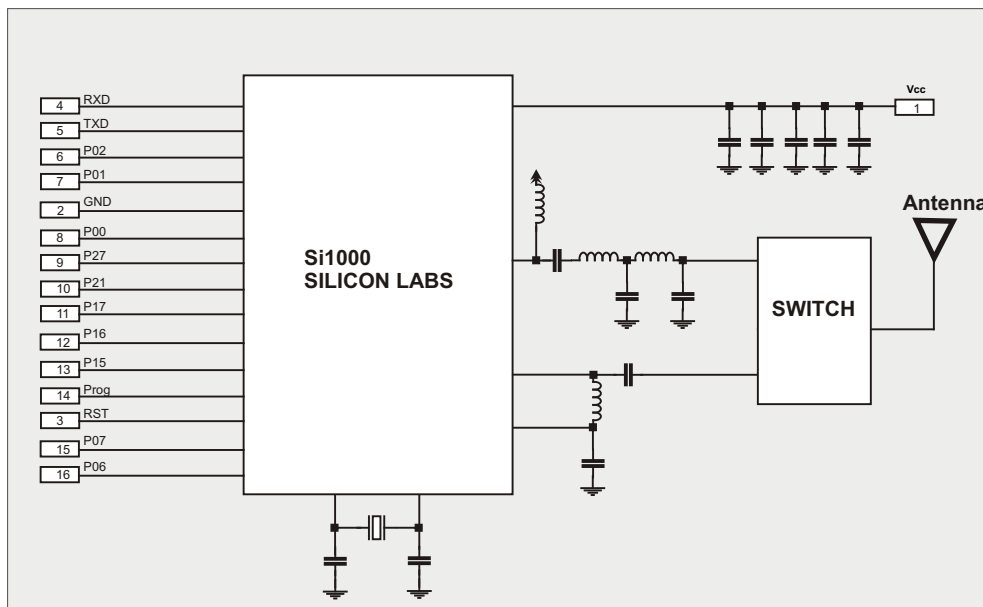 4 RXD
5 TXD
6 P02
7 P01
2 GND
8 P00
9 P27
10 P21
11 P17
12 P16
13 P15
14 Prog
3 RST
15 P07
16 P06
Si1000
SILICON LABS
Vcc
1
Antenna
SWITCH